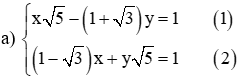 a) { x√5 − (1 + √3)y = 1 (1)
(1 − √3)x + y√5 = 1 (2)